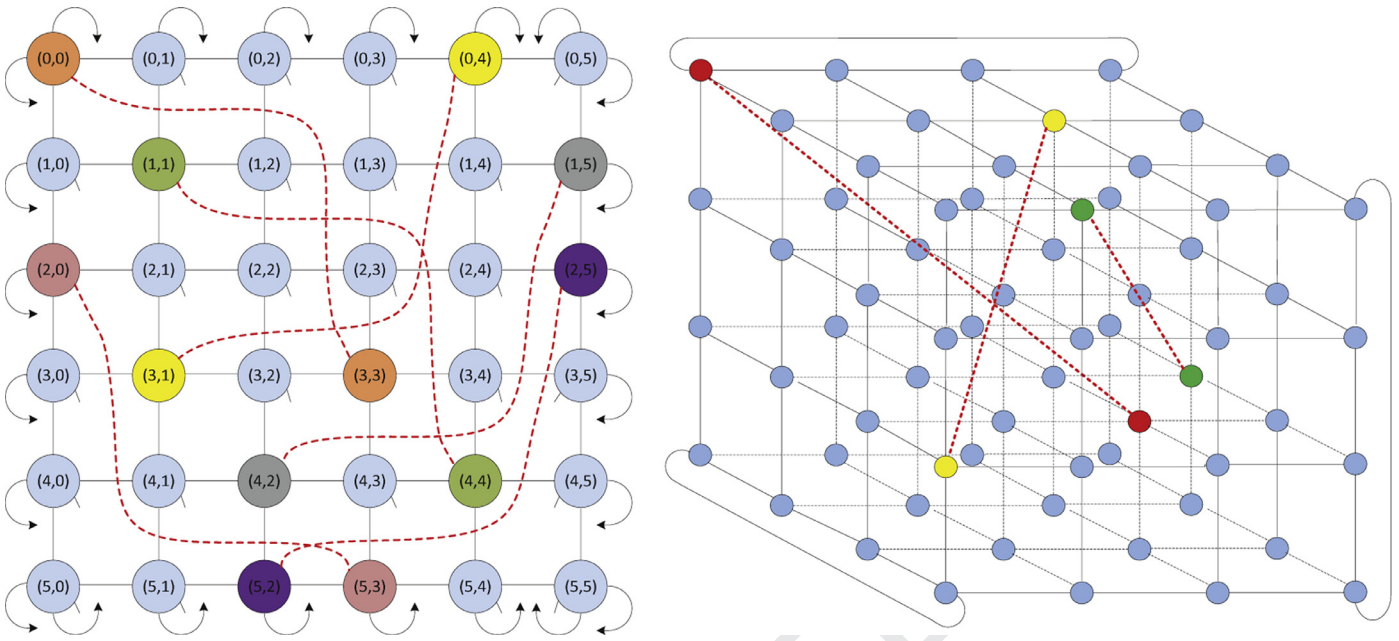 (0,0) (0,1) (0,2) (0,3) (0,4) (0,5)
(1,0) (1,1) (1,2) (1,3) (1,4) (1,5)
(2,0) (2,1) (2,2) (2,3) (2,4) (2,5)
(3,0) (3,1) (3,2) (3,3) (3,4) (3,5)
(4,0) (4,1) (4,2) (4,3) (4,4) (4,5)
(5,0) (5,1) (5,2) (5,3) (5,4) (5,5)